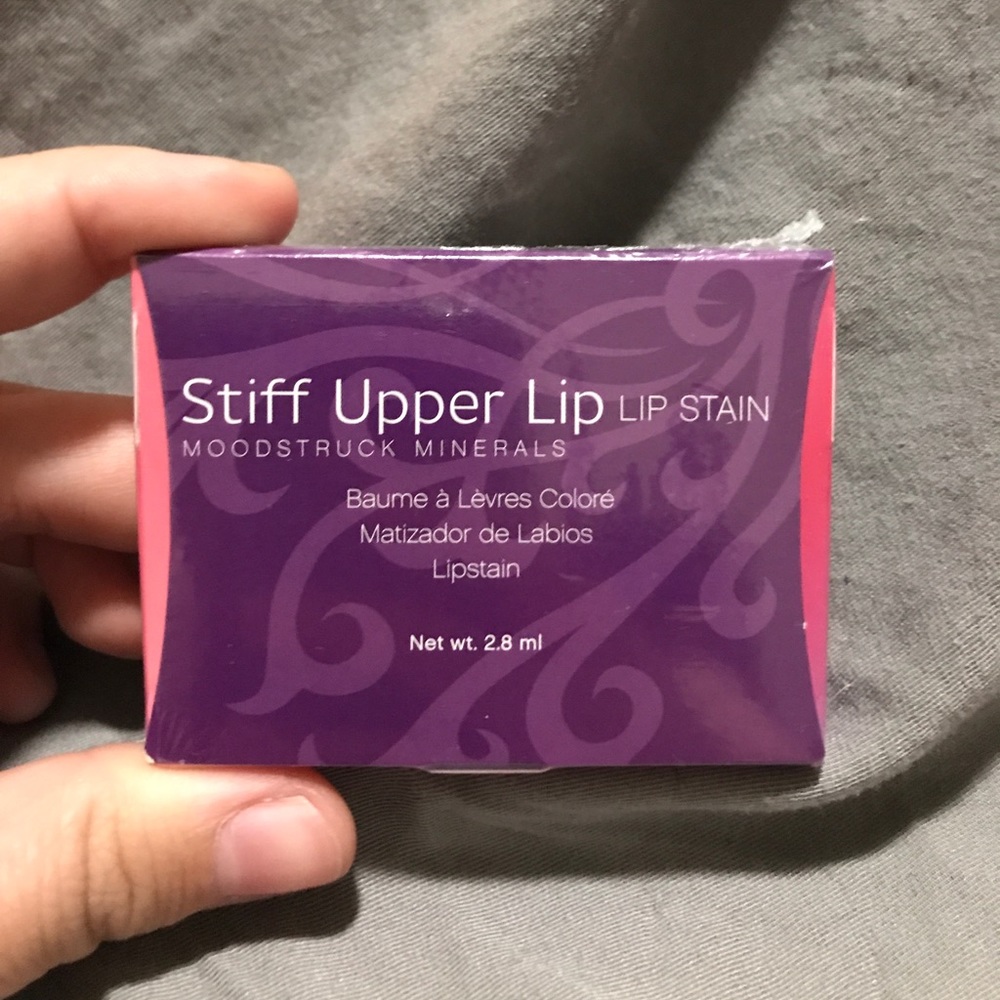 Stiff Upper Lip LIP STAIN
MOODSTRUCK MINERALS
Baume à Lèvres Coloré
Matizador de Labios
Lipstain
Net wt. 2.8 ml